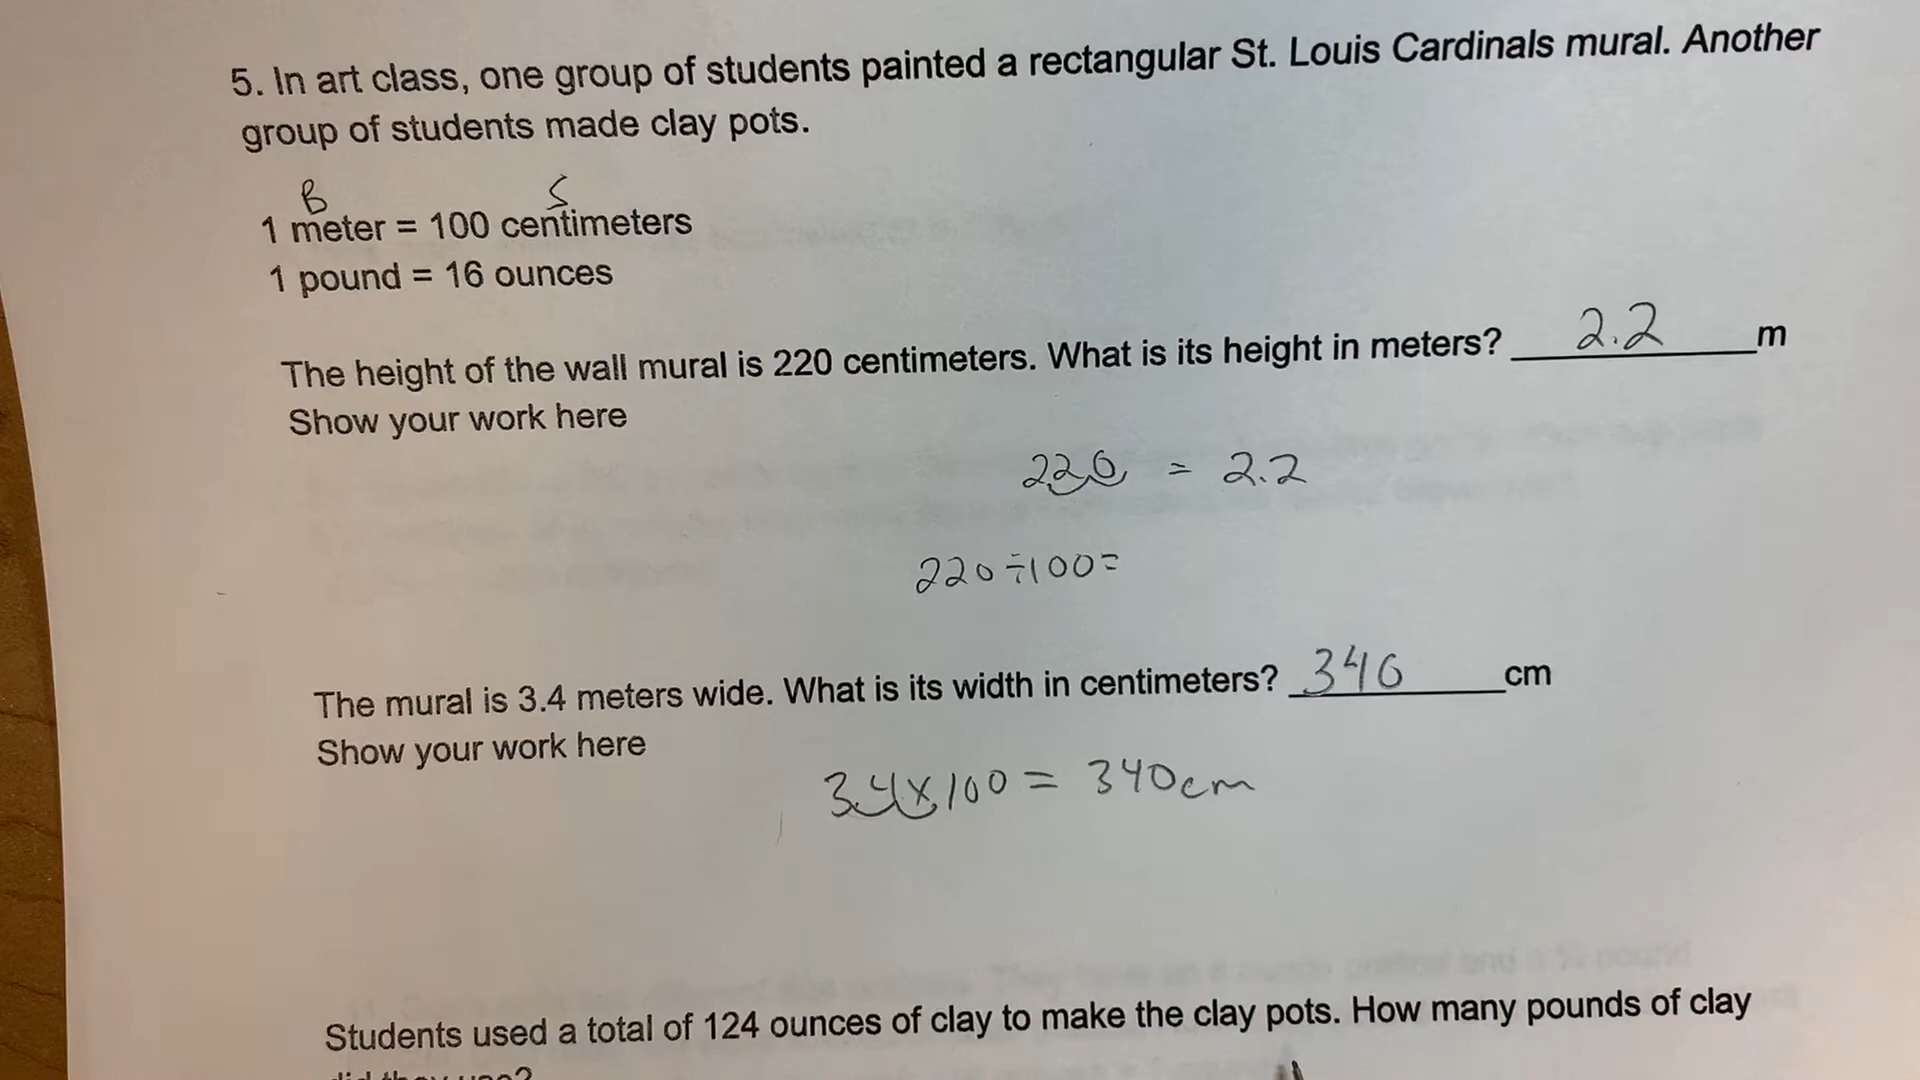 5. In art class, one group of students painted a rectangular St. Louis Cardinals mural. Another
group of students made clay pots.
B S
1 meter = 100 centimeters
1 pound = 16 ounces
The height of the wall mural is 220 centimeters. What is its height in meters? 2.2 m
Show your work here
220 = 2.2
220÷100=
The mural is 3.4 meters wide. What is its width in centimeters? 340 cm
Show your work here
3.4x100 = 340cm
Students used a total of 124 ounces of clay to make the clay pots. How many pounds of clay
did they use?